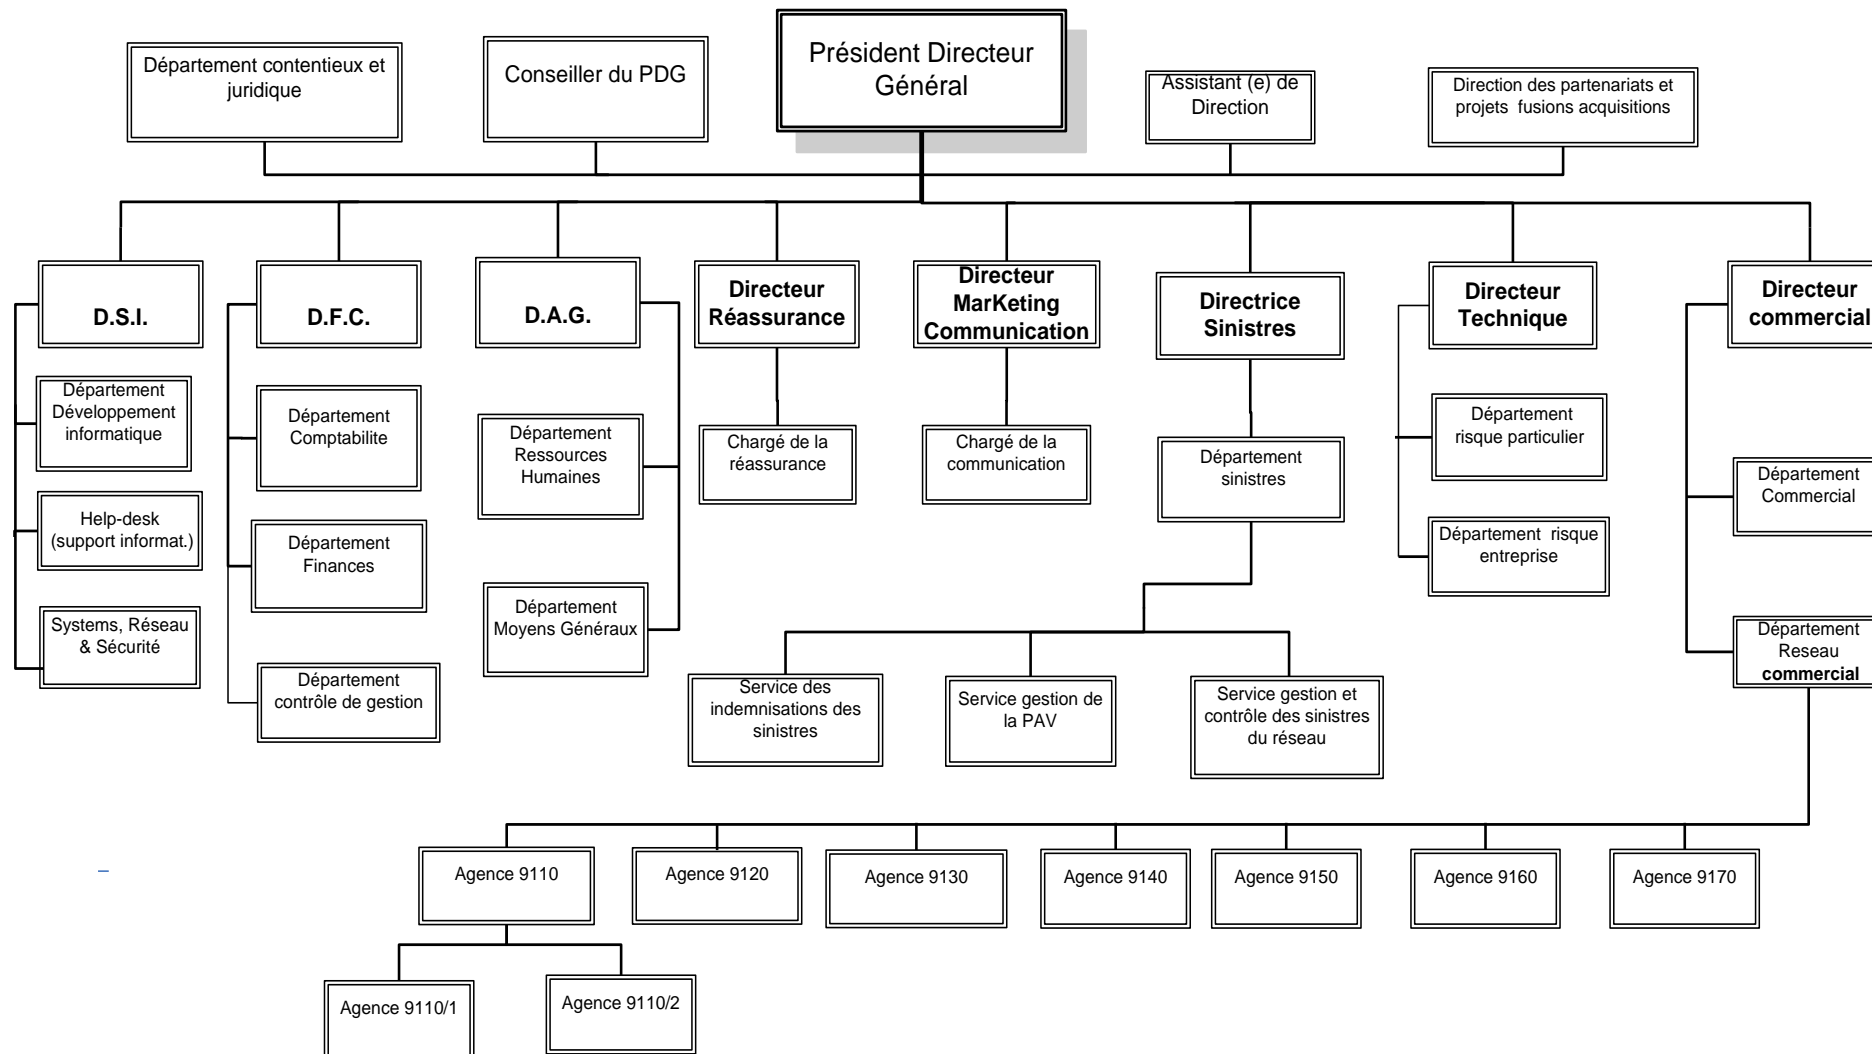 Département contentieux et
juridique
Conseiller du PDG
Président Directeur
Général
Assistant (e) de
Direction
Direction des partenariats et
projets fusions acquisitions
D.S.I.
D.F.C.
D.A.G.
Directeur
Réassurance
Directeur
MarKeting
Communication
Directrice
Sinistres
Directeur
Technique
Directeur
commercial
Département
Développement
informatique
Help-desk
(support informat.)
Systems, Réseau
& Sécurité
Département
Comptabilite
Département
Finances
Département
contrôle de gestion
Département
Ressources
Humaines
Département
Moyens Généraux
Chargé de la
réassurance
Chargé de la
communication
Département
sinistres
Département
risque particulier
Département risque
entreprise
Département
Commercial
Département
Reseau
commercial
Service des
indemnisations des
sinistres
Service gestion de
la PAV
Service gestion et
contrôle des sinistres
du réseau
Agence 9110
Agence 9120
Agence 9130
Agence 9140
Agence 9150
Agence 9160
Agence 9170
Agence 9110/1
Agence 9110/2